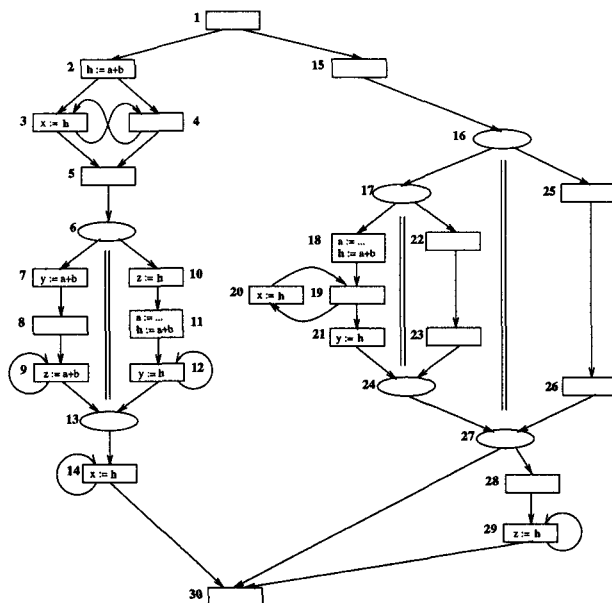 1
2
h := a+b
15
3
x := h
4
16
5
17
25
6
18
a := ...
h := a+b
22
7
y := a+b
z := h
10
20
x := h
19
8
a := ...
h := a+b
11
21
y := h
23
9
z := a+b
y := h
12
24
26
13
27
14
x := h
28
29
z := h
30